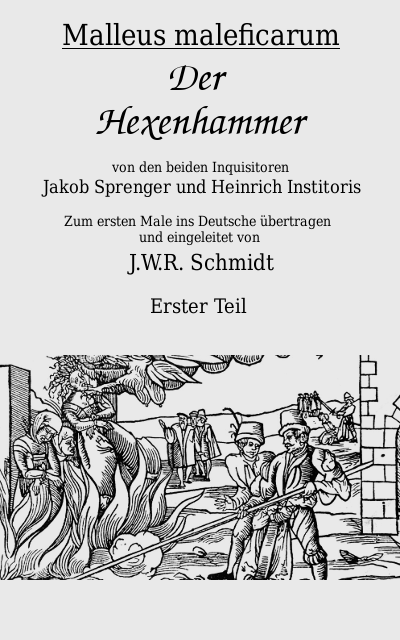 Malleus maleficarum
Der
Hexenhammer
von den beiden Inquisitoren
Jakob Sprenger und Heinrich Institoris
Zum ersten Male ins Deutsche übertragen
und eingeleitet von
J.W.R. Schmidt
Erster Teil